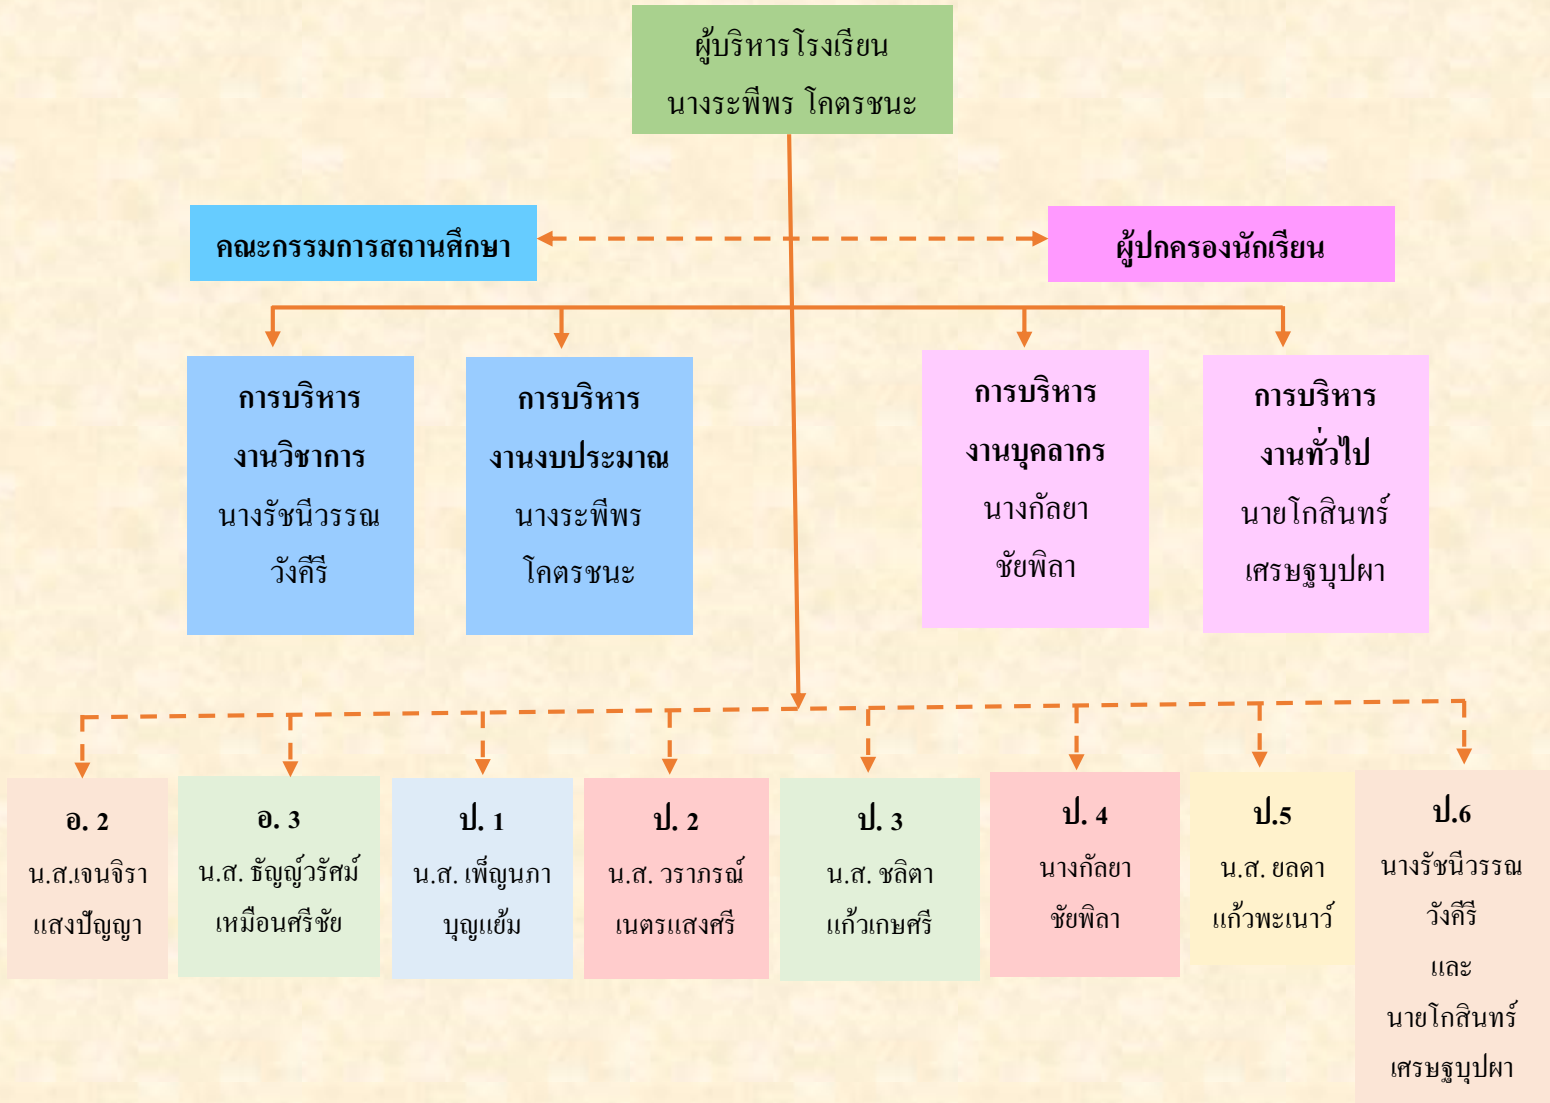 ผู้บริหารโรงเรียน
นางระพีพร โคตรชนะ
คณะกรรมการสถานศึกษา
ผู้ปกครองนักเรียน
การบริหาร
งานวิชาการ
นางรัชนีวรรณ
วังคีรี
การบริหาร
งานงบประมาณ
นางระพีพร
โคตรชนะ
การบริหาร
งานบุคลากร
นางกัลยา
ชัยพิลา
การบริหาร
งานทั่วไป
นายโกสินทร์
เศรษฐบุปผา
อ. 2
น.ส.เจนจิรา
แสงปัญญา
อ. 3
น.ส. ธัญญ์วรัศม์
เหมือนศรีชัย
ป. 1
น.ส. เพ็ญนภา
บุญแย้ม
ป. 2
น.ส. วราภรณ์
เนตรแสงศรี
ป. 3
น.ส. ชลิตา
แก้วเกษศรี
ป. 4
นางกัลยา
ชัยพิลา
ป.5
น.ส. ยลดา
แก้วพะเนาว์
ป.6
นางรัชนีวรรณ
วังคีรี
และ
นายโกสินทร์
เศรษฐบุปผา